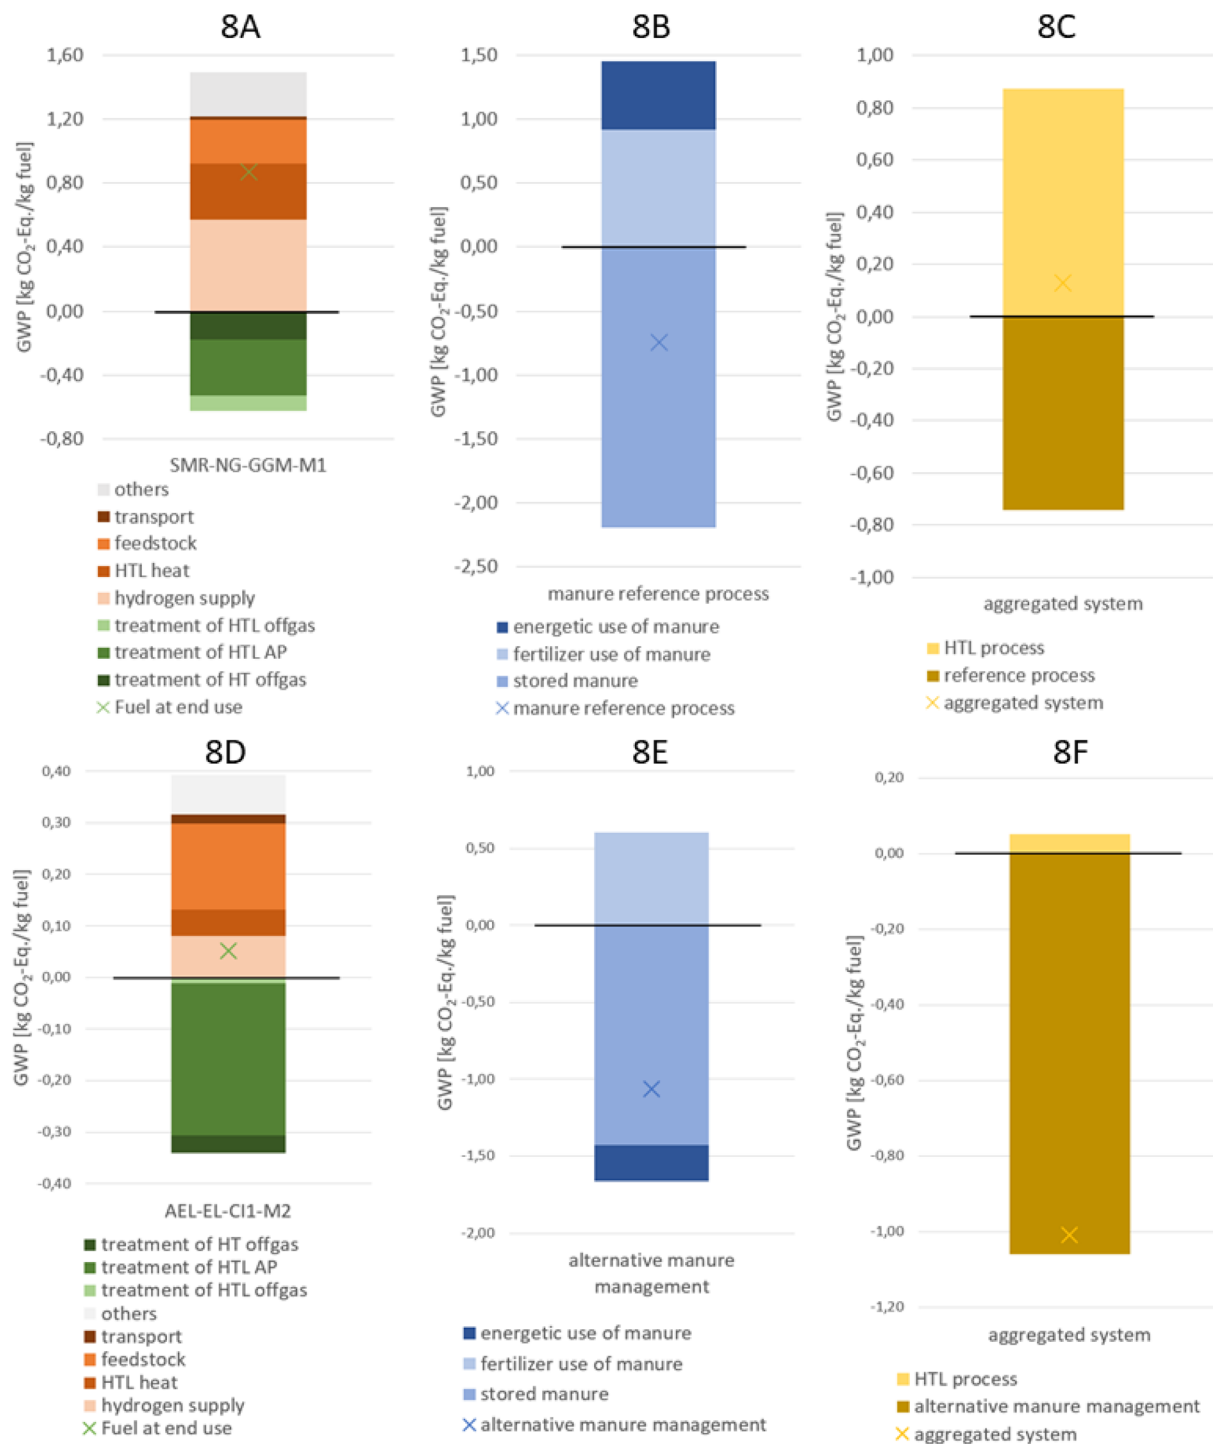 8A
GWP [kg CO₂-Eq./kg fuel]
1,60
1,20
0,80
0,40
0,00
-0,40
-0,80
SMR-NG-GGM-M1
others
transport
feedstock
HTL heat
hydrogen supply
treatment of HTL offgas
treatment of HTL AP
treatment of HT offgas
Fuel at end use
8B
GWP [kg CO₂-Eq./kg fuel]
1,50
1,00
0,50
0,00
-0,50
-1,00
-1,50
-2,00
-2,50
manure reference process
energetic use of manure
fertilizer use of manure
stored manure
manure reference process
8C
GWP [kg CO₂-Eq./kg fuel]
1,00
0,80
0,60
0,40
0,20
0,00
-0,20
-0,40
-0,60
-0,80
-1,00
aggregated system
HTL process
reference process
aggregated system
8D
GWP [kg CO₂-Eq./kg fuel]
0,40
0,30
0,20
0,10
0,00
-0,10
-0,20
-0,30
-0,40
AEL-EL-CI1-M2
treatment of HT offgas
treatment of HTL AP
treatment of HTL offgas
others
transport
feedstock
HTL heat
hydrogen supply
Fuel at end use
8E
GWP [kg CO₂-Eq./kg fuel]
1,00
0,50
0,00
-0,50
-1,00
-1,50
-2,00
alternative manure
management
energetic use of manure
fertilizer use of manure
stored manure
alternative manure management
8F
GWP [kg CO₂-Eq./kg fuel]
0,20
0,00
-0,20
-0,40
-0,60
-0,80
-1,00
-1,20
aggregated system
HTL process
alternative manure management
aggregated system